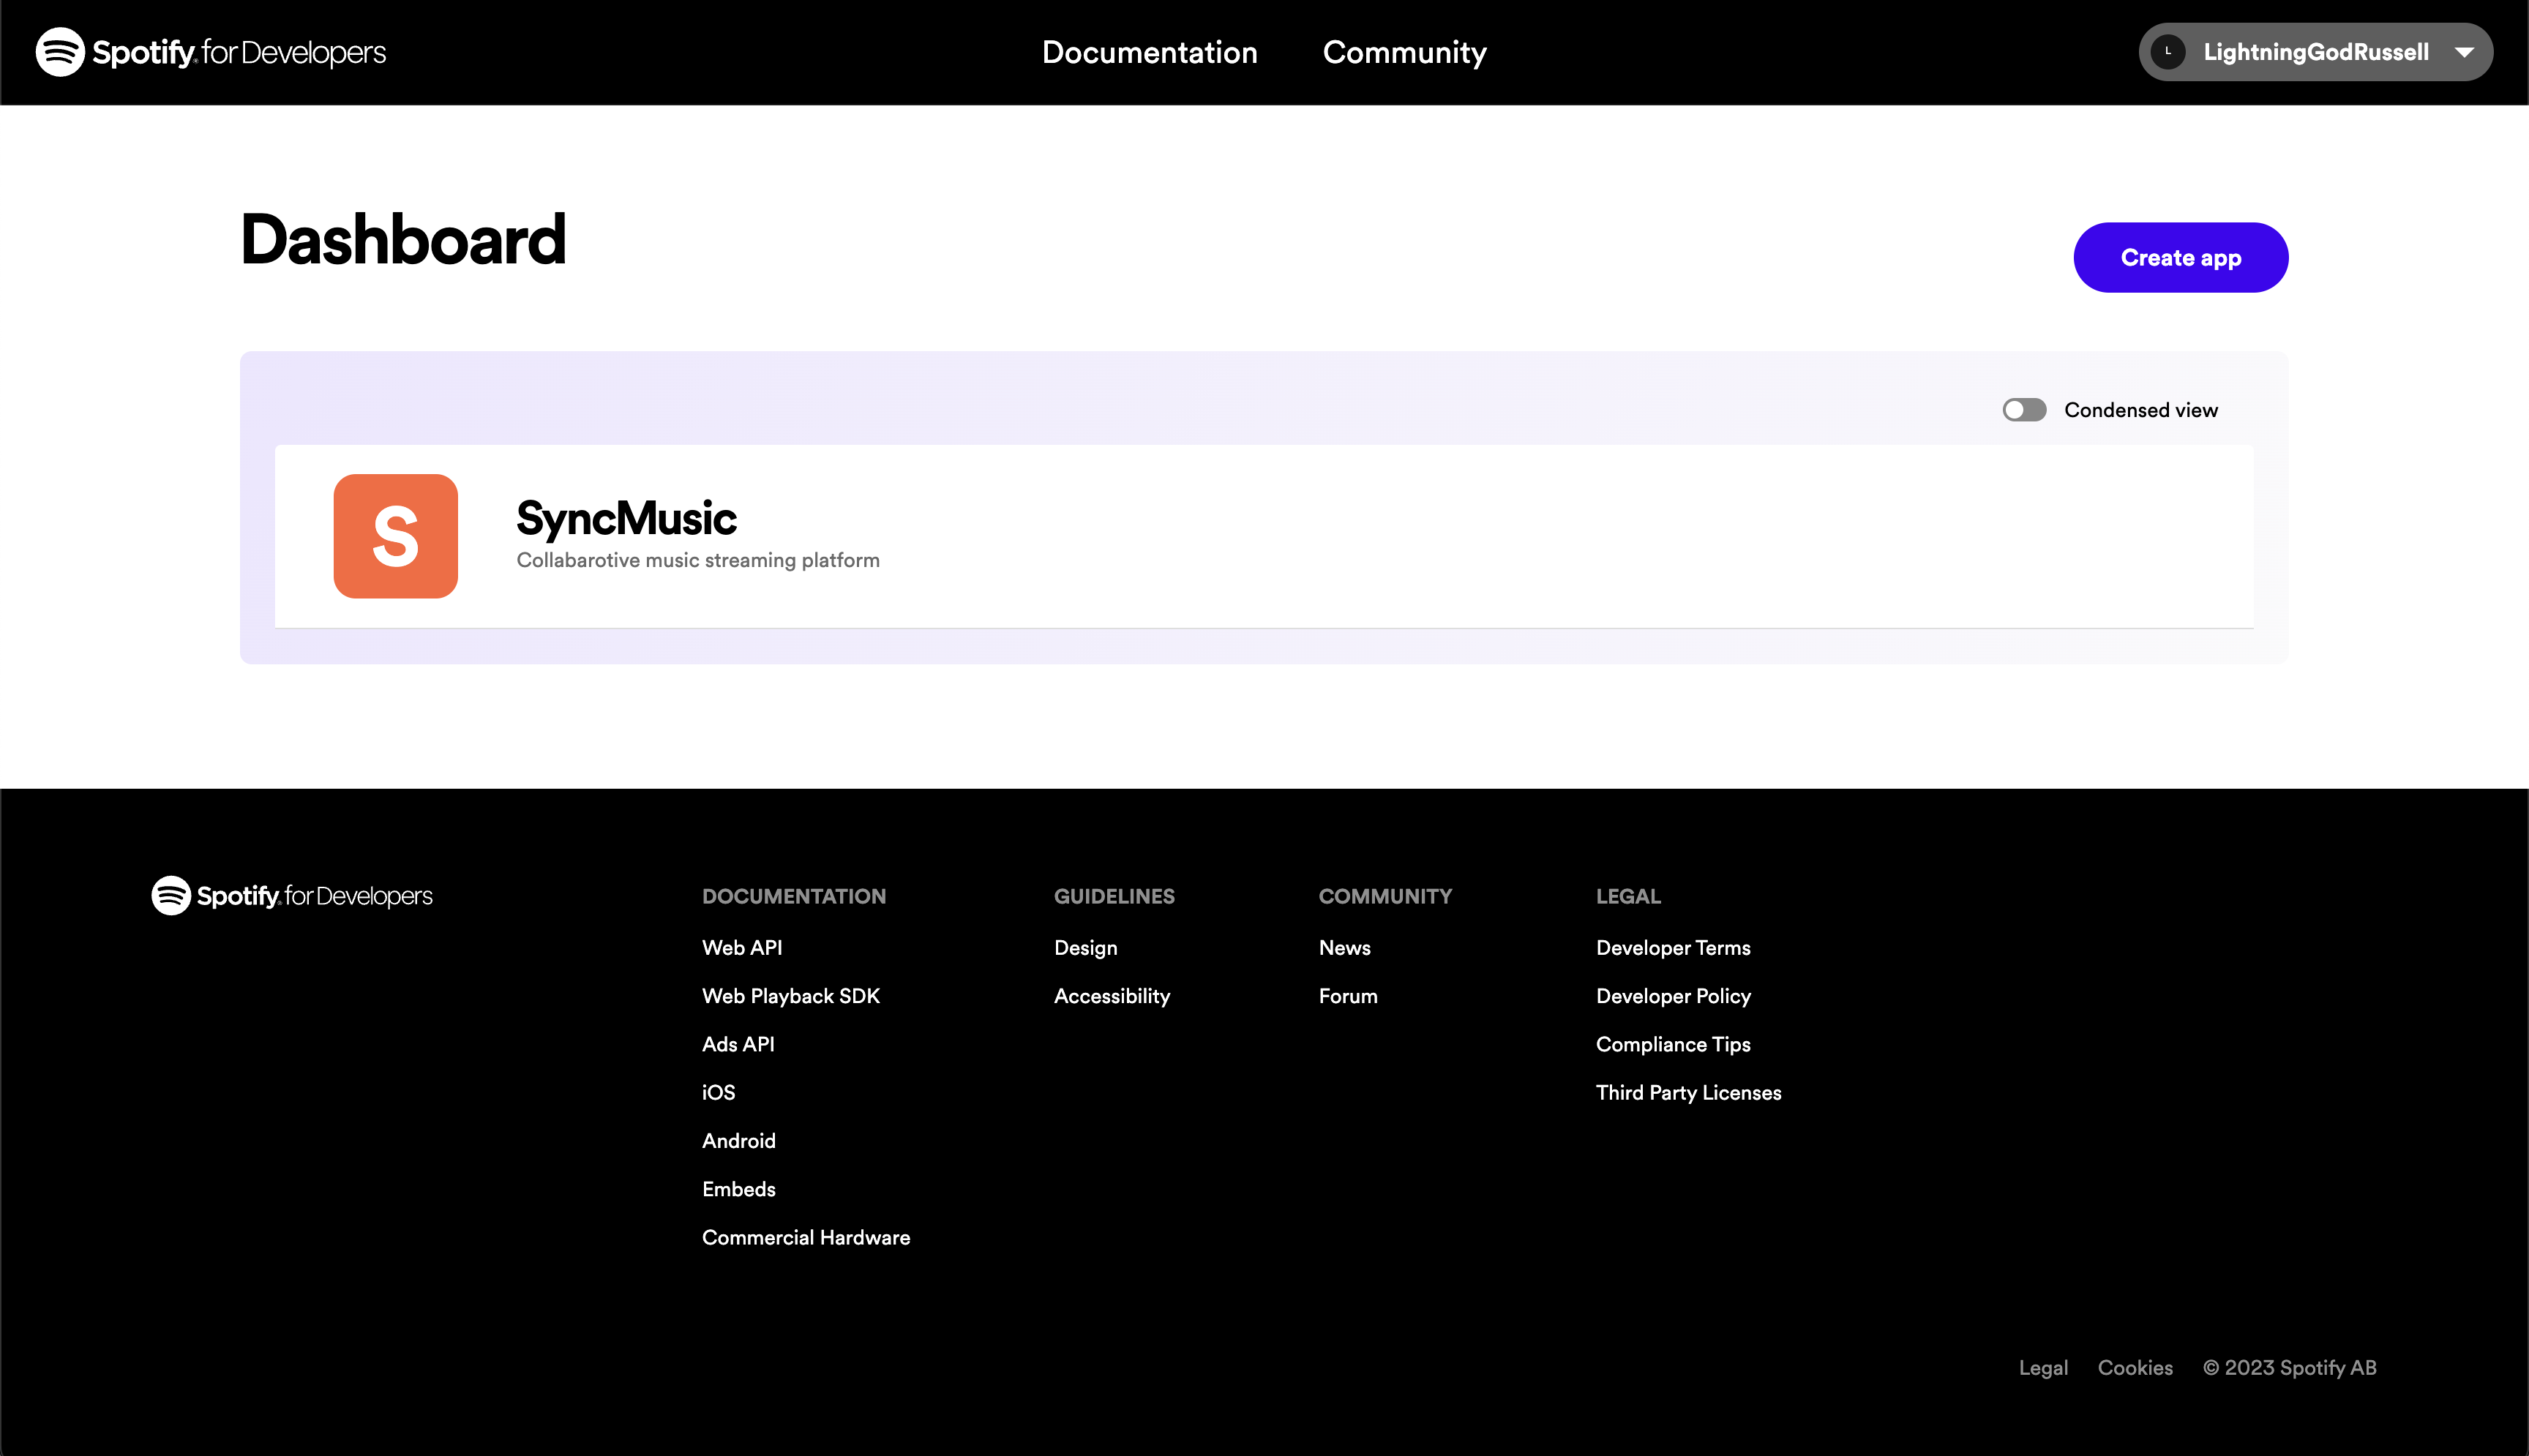 Spotify for Developers
Documentation
Community
L
LightningGodRussell
Dashboard
Create app
Condensed view
S
SyncMusic
Collabarotive music streaming platform
Spotify for Developers
DOCUMENTATION
Web API
Web Playback SDK
Ads API
iOS
Android
Embeds
Commercial Hardware
GUIDELINES
Design
Accessibility
COMMUNITY
News
Forum
LEGAL
Developer Terms
Developer Policy
Compliance Tips
Third Party Licenses
Legal
Cookies
© 2023 Spotify AB